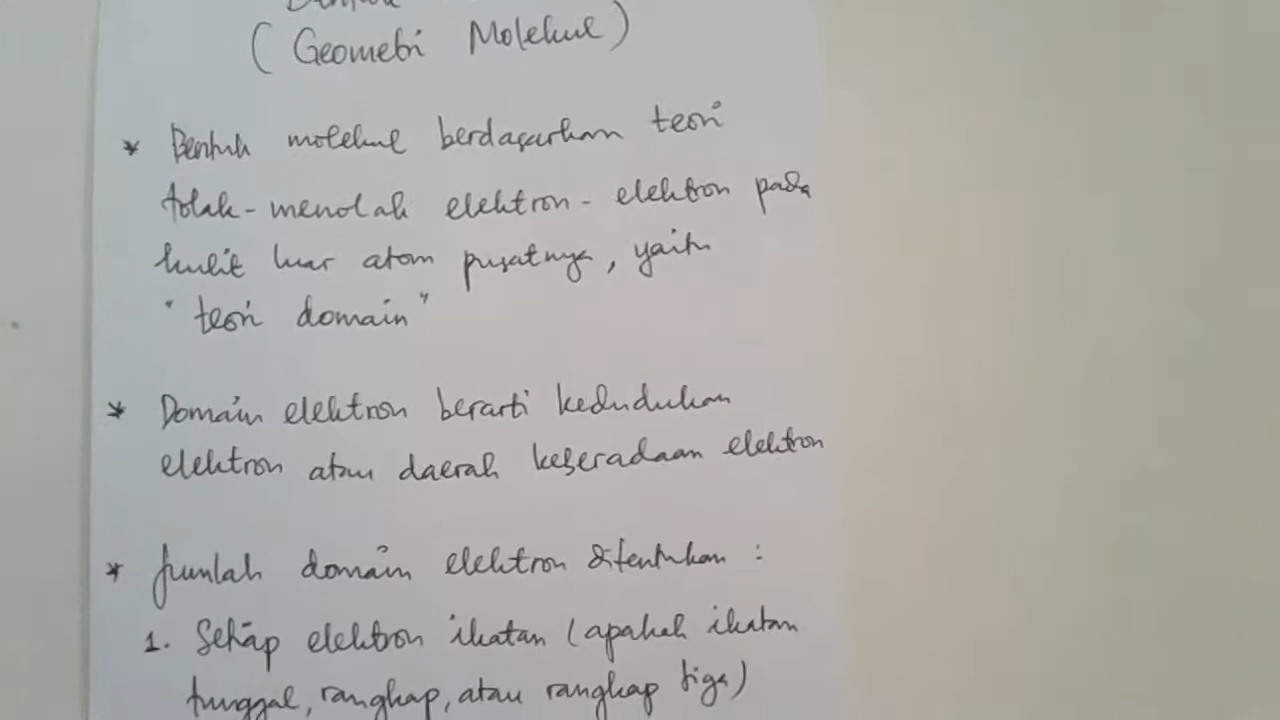 (Geometri Molekul)
* Bentuk molekul berdasarkan teori
tolak-menolak elektron-elektron pada
kulit luar atom pusatnya, yaitu
"teori domain"
* Domain elektron berarti kedudukan
elektron atau daerah keberadaan elektron
* Jumlah domain elektron ditentukan :
1. Setiap elektron ikatan (apakah ikatan
tunggal, rangkap, atau rangkap tiga)